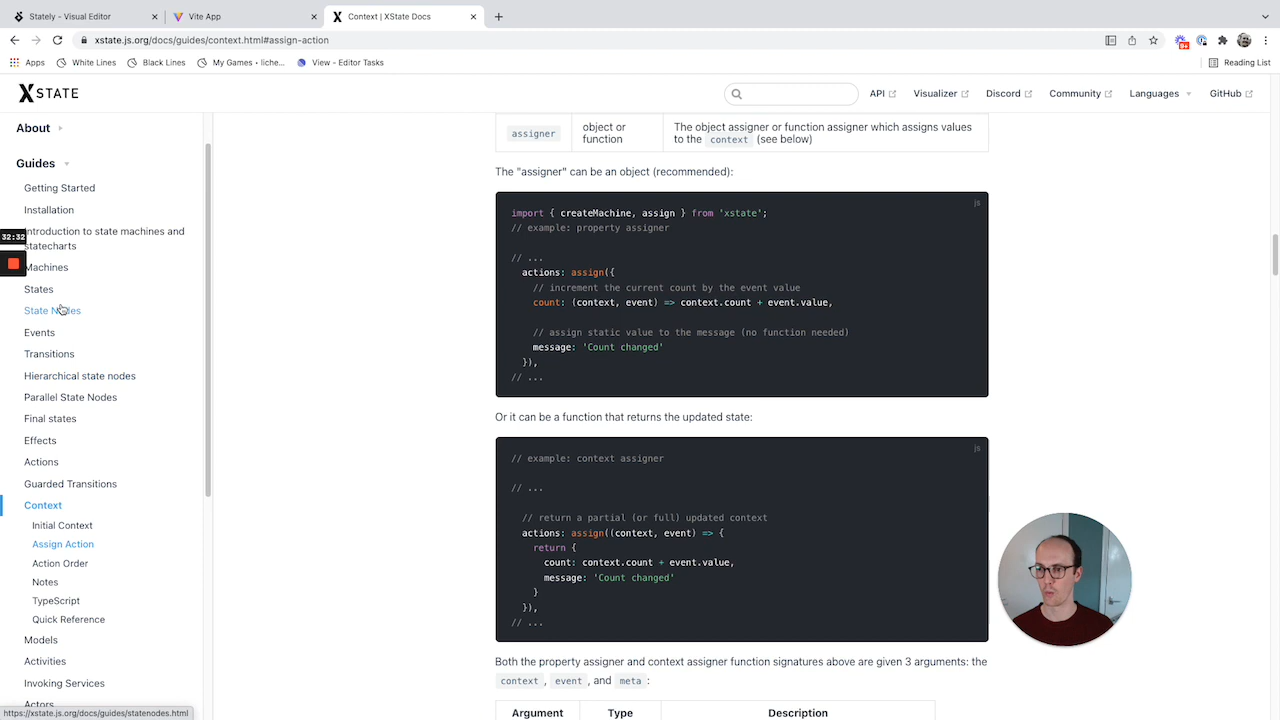 Stately - Visual Editor
Vite App
Context | XState Docs
xstate.js.org/docs/guides/context.html#assign-action
Apps
White Lines
Black Lines
My Games - liche...
View - Editor Tasks
Reading List
XSTATE
API
Visualizer
Discord
Community
Languages
GitHub
About
Guides
Getting Started
Installation
Introduction to state machines and
statecharts
Machines
States
State Nodes
Events
Transitions
Hierarchical state nodes
Parallel State Nodes
Final states
Effects
Actions
Guarded Transitions
Context
Initial Context
Assign Action
Action Order
Notes
TypeScript
Quick Reference
Models
Activities
Invoking Services
Actors
https://xstate.js.org/docs/guides/statenodes.html
32:32
assigner
object or
function
The object assigner or function assigner which assigns values
to the context (see below)
The "assigner" can be an object (recommended):
js
import { createMachine, assign } from 'xstate';
// example: property assigner
// ...
actions: assign({
// increment the current count by the event value
count: (context, event) => context.count + event.value,
// assign static value to the message (no function needed)
message: 'Count changed'
}),
// ...
Or it can be a function that returns the updated state:
js
// example: context assigner
// ...
// return a partial (or full) updated context
actions: assign((context, event) => {
return {
count: context.count + event.value,
message: 'Count changed'
}
}),
// ...
Both the property assigner and context assigner function signatures above are given 3 arguments: the
context, event, and meta:
Argument
Type
Description